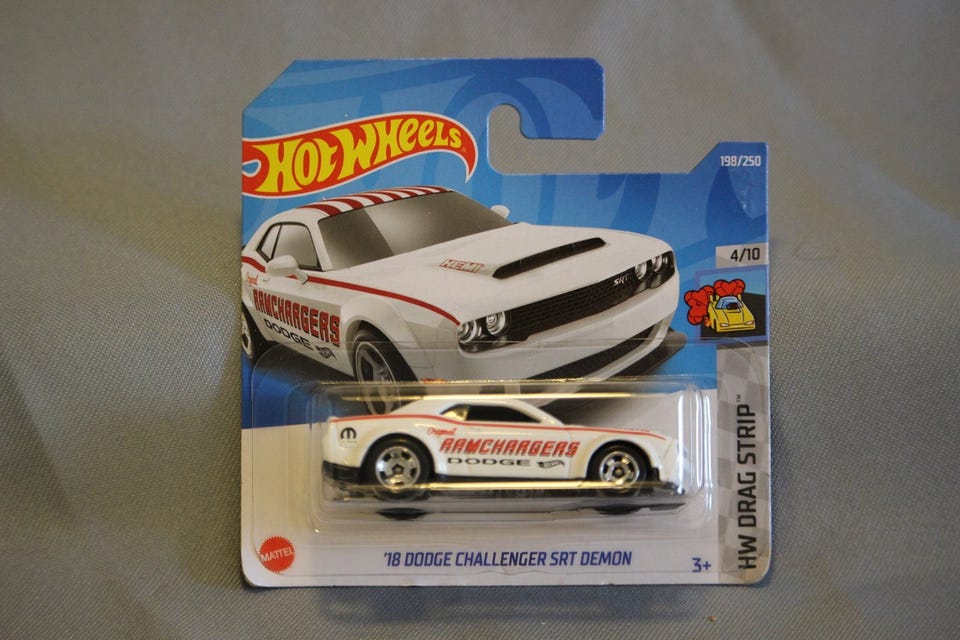 HOT WHEELS
198/250
4/10
HEMI
SRT
Original
RAMCHARGERS
DODGE
Original
RAMCHARGERS
DODGE
HW DRAG STRIP™
MATTEL
'18 DODGE CHALLENGER SRT DEMON
3+